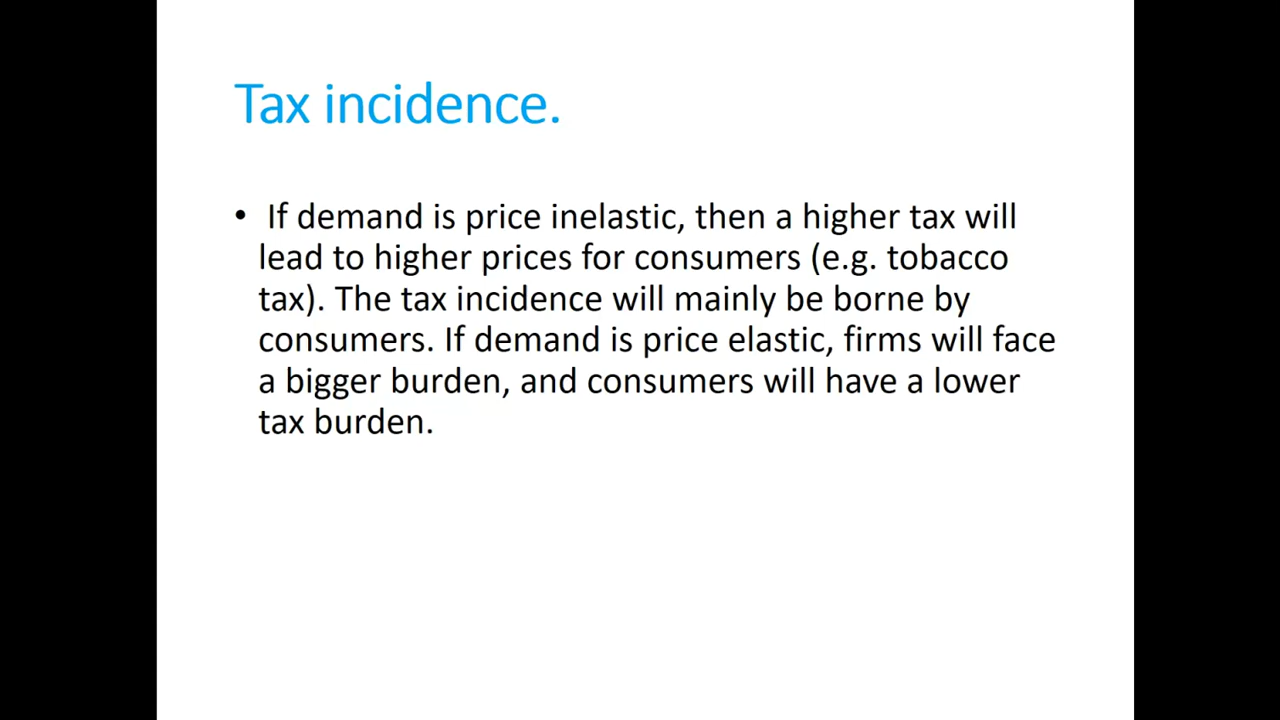 Tax incidence.
• If demand is price inelastic, then a higher tax will
lead to higher prices for consumers (e.g. tobacco
tax). The tax incidence will mainly be borne by
consumers. If demand is price elastic, firms will face
a bigger burden, and consumers will have a lower
tax burden.